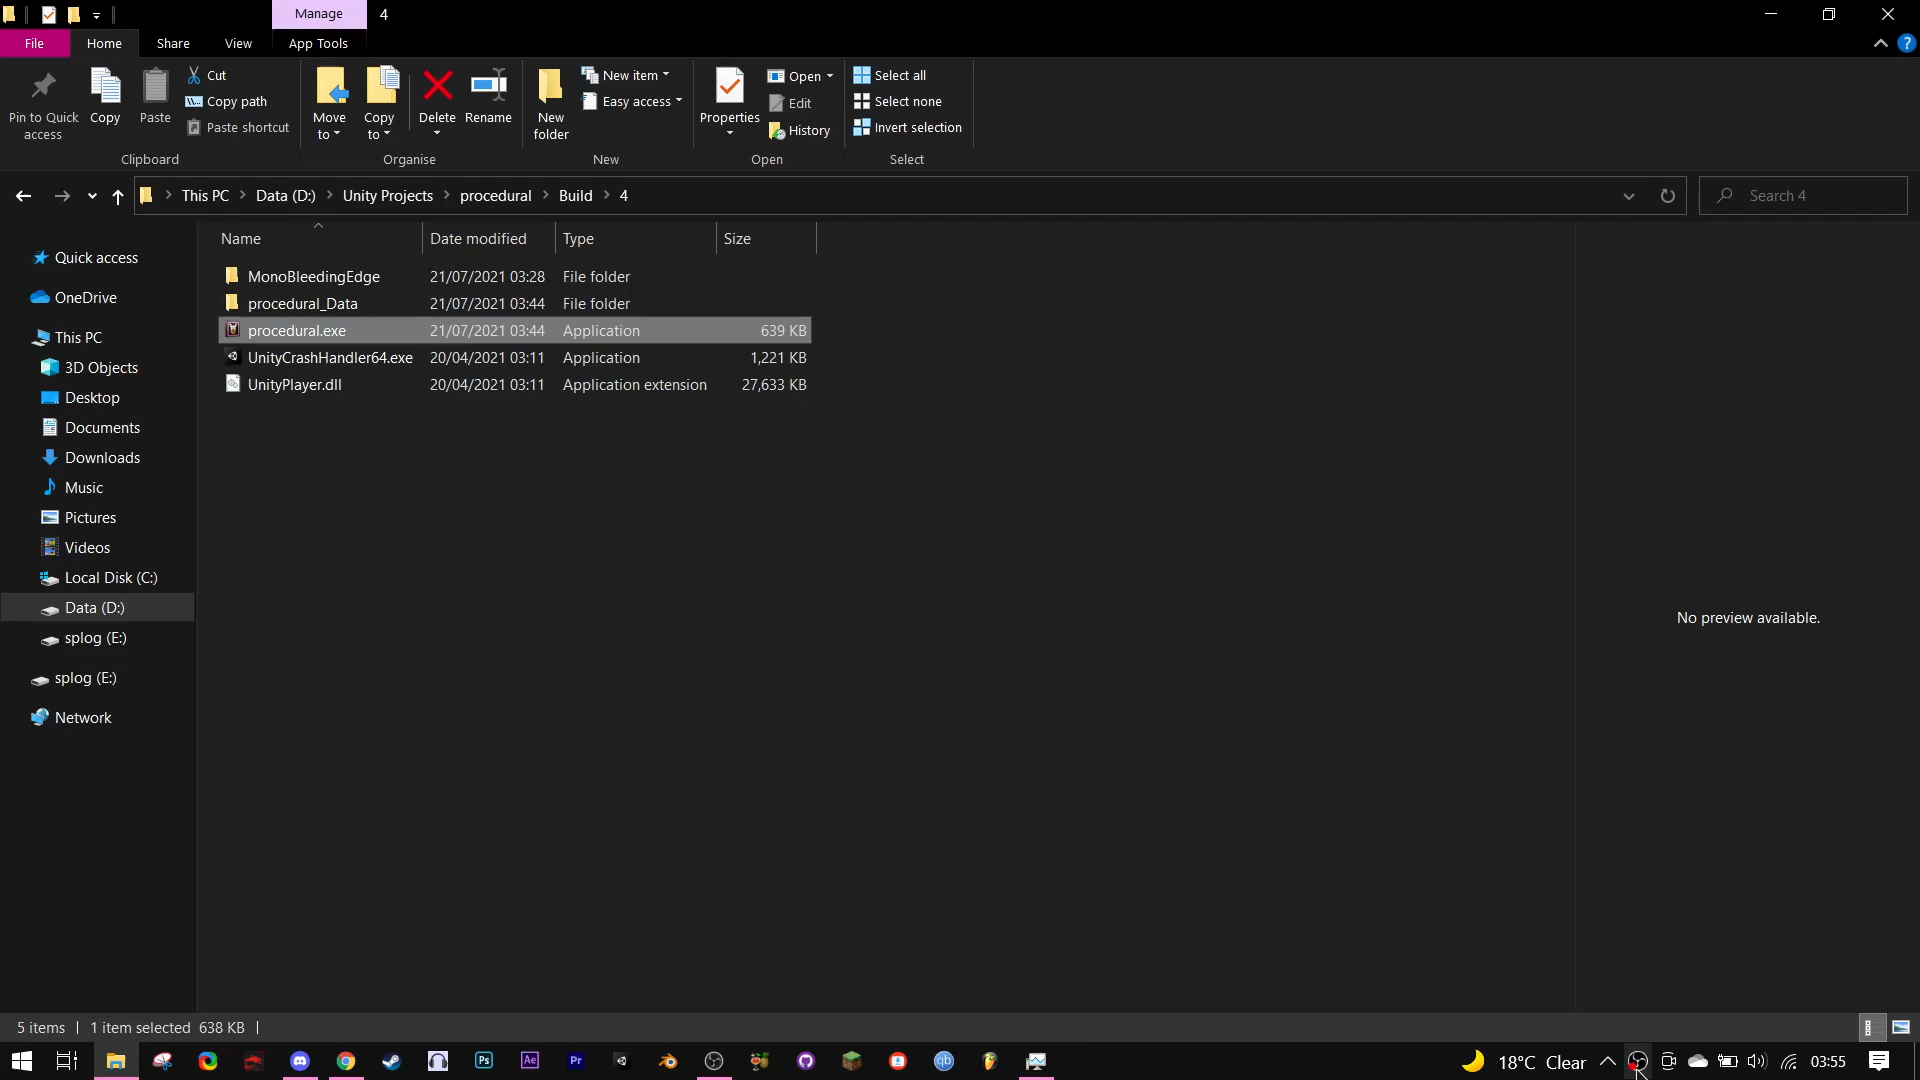 Manage
4
File
Home
Share
View
App Tools
Pin to Quick access
Copy
Paste
Cut
Copy path
Paste shortcut
Clipboard
Move to
Copy to
Delete
Rename
Organise
New folder
New item
Easy access
New
Properties
Open
Edit
History
Open
Select all
Select none
Invert selection
Select
This PC
Data (D:)
Unity Projects
procedural
Build
4
Search 4
Name Date modified Type Size
MonoBleedingEdge 21/07/2021 03:28 File folder
procedural_Data 21/07/2021 03:44 File folder
procedural.exe 21/07/2021 03:44 Application 639 KB
UnityCrashHandler64.exe 20/04/2021 03:11 Application 1,221 KB
UnityPlayer.dll 20/04/2021 03:11 Application extension 27,633 KB
Quick access
OneDrive
This PC
3D Objects
Desktop
Documents
Downloads
Music
Pictures
Videos
Local Disk (C:)
Data (D:)
splog (E:)
splog (E:)
Network
No preview available.
5 items
1 item selected 638 KB
Ps
Ae
Pr
qb
18°C Clear
03:55